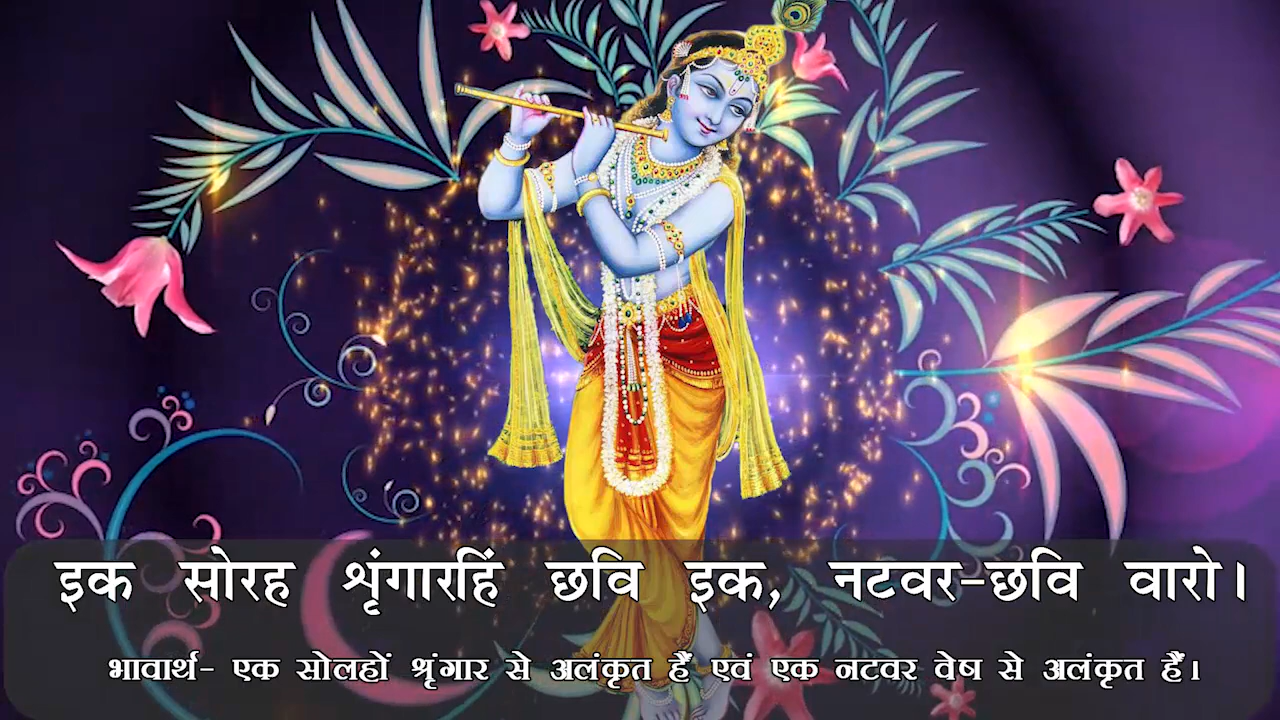 इक सोरह श्रृंगारहिं छवि इक, नटवर-छवि वारो।
भावार्थ- एक सोलहों श्रृंगार से अलंकृत हैं एवं एक नटवर वेष से अलंकृत हैं।